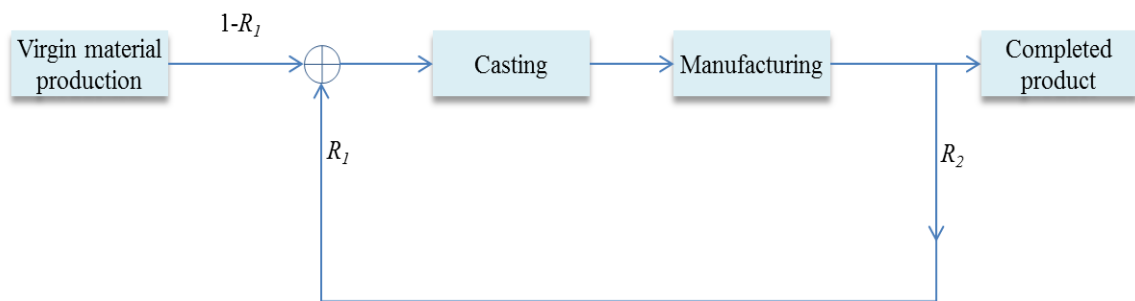 1-R1
Virgin material
production
Casting
Manufacturing
Completed
product
R1
R2